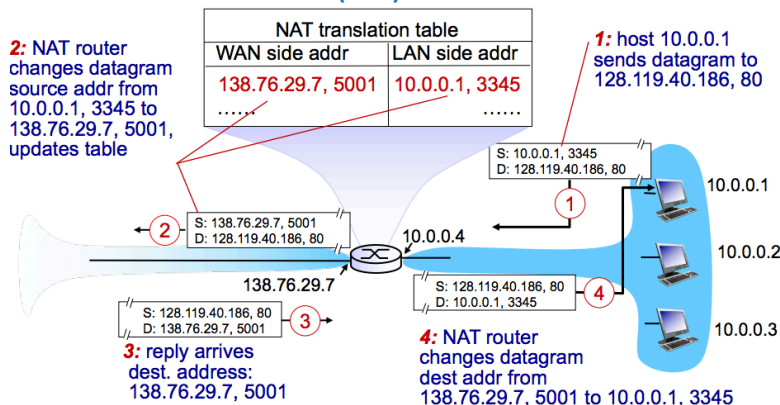 NAT translation table
WAN side addr LAN side addr
138.76.29.7, 5001 10.0.0.1, 3345
…… ……
2: NAT router
changes datagram
source addr from
10.0.0.1, 3345 to
138.76.29.7, 5001,
updates table
1: host 10.0.0.1
sends datagram to
128.119.40.186, 80
S: 10.0.0.1, 3345
D: 128.119.40.186, 80
1
10.0.0.1
S: 138.76.29.7, 5001
D: 128.119.40.186, 80
2
10.0.0.4
10.0.0.2
138.76.29.7
S: 128.119.40.186, 80
D: 10.0.0.1, 3345
4
S: 128.119.40.186, 80
D: 138.76.29.7, 5001
3
10.0.0.3
3: reply arrives
dest. address:
138.76.29.7, 5001
4: NAT router
changes datagram
dest addr from
138.76.29.7, 5001 to 10.0.0.1, 3345